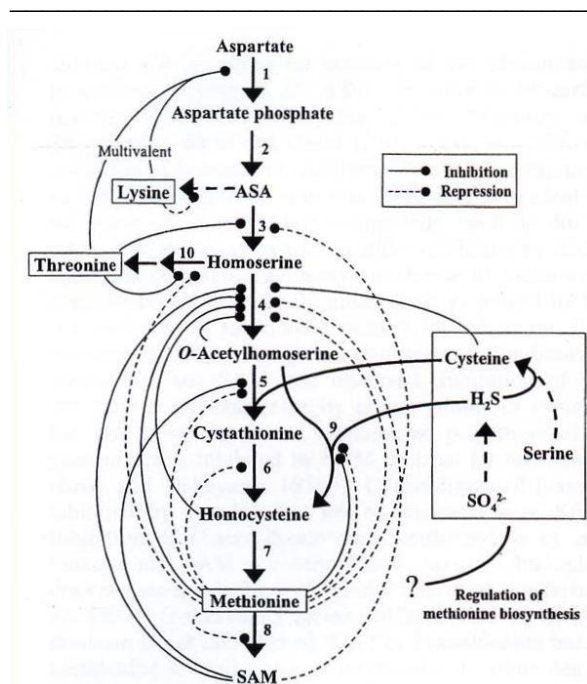 Aspartate
1
Aspartate phosphate
2
Multivalent
Inhibition
Repression
Lysine
ASA
3
Threonine
10
Homoserine
4
O-Acetylhomoserine
Cysteine
5
H₂S
Cystathionine
9
Serine
6
SO₄²⁻
Homocysteine
7
?
Regulation of
methionine biosynthesis
Methionine
8
SAM